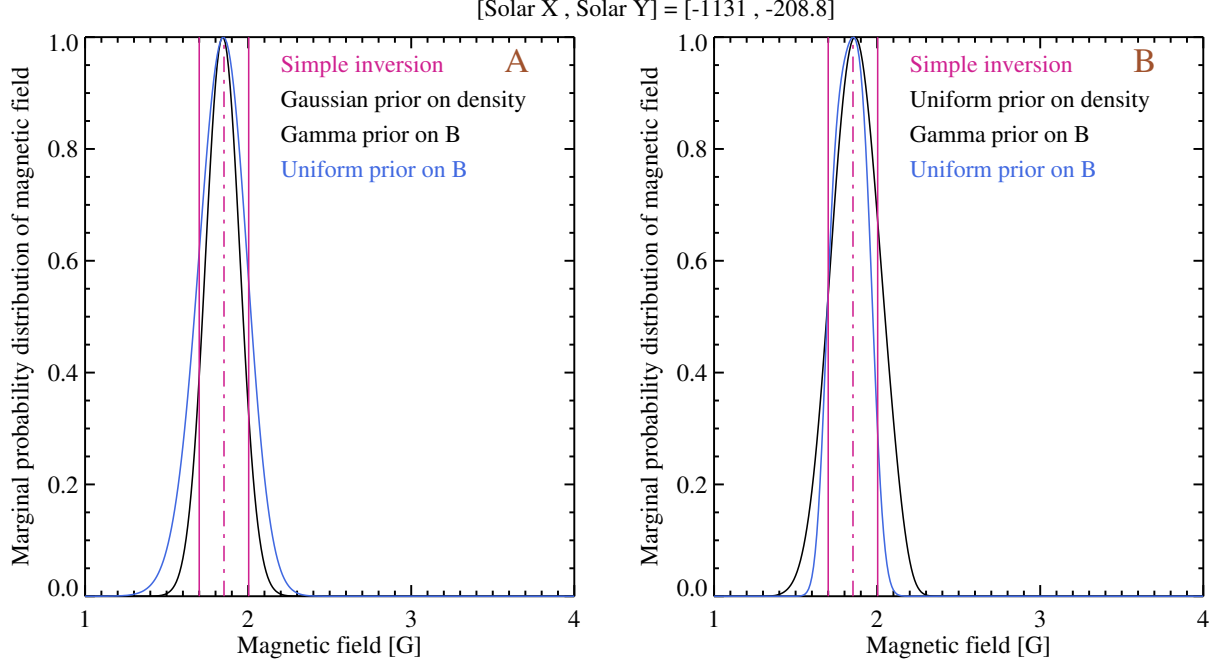 [Solar X , Solar Y] = [-1131 , -208.8]
Marginal probability distribution of magnetic field
1.0
0.8
0.6
0.4
0.2
0.0
Simple inversion
A
Gaussian prior on density
Gamma prior on B
Uniform prior on B
1
2
3
4
Magnetic field [G]
Marginal probability distribution of magnetic field
1.0
0.8
0.6
0.4
0.2
0.0
Simple inversion
B
Uniform prior on density
Gamma prior on B
Uniform prior on B
1
2
3
4
Magnetic field [G]